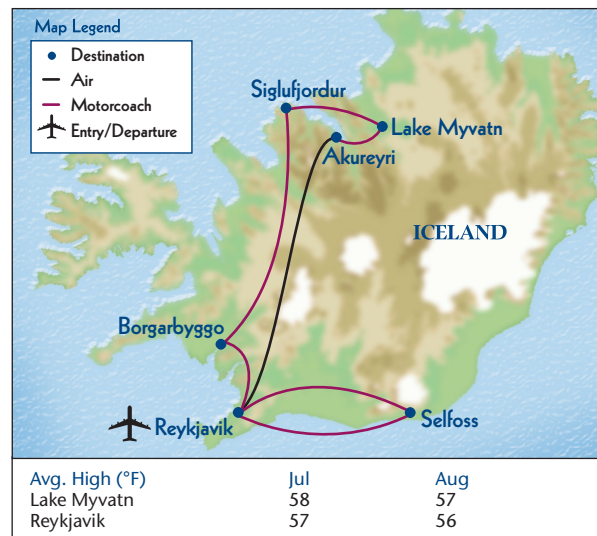 Map Legend
Destination
Air
Motorcoach
Entry/Departure
Siglufjordur
Lake Myvatn
Akureyri
ICELAND
Borgarbyggo
Reykjavik
Selfoss
Avg. High (°F) Jul Aug
Lake Myvatn 58 57
Reykjavik 57 56